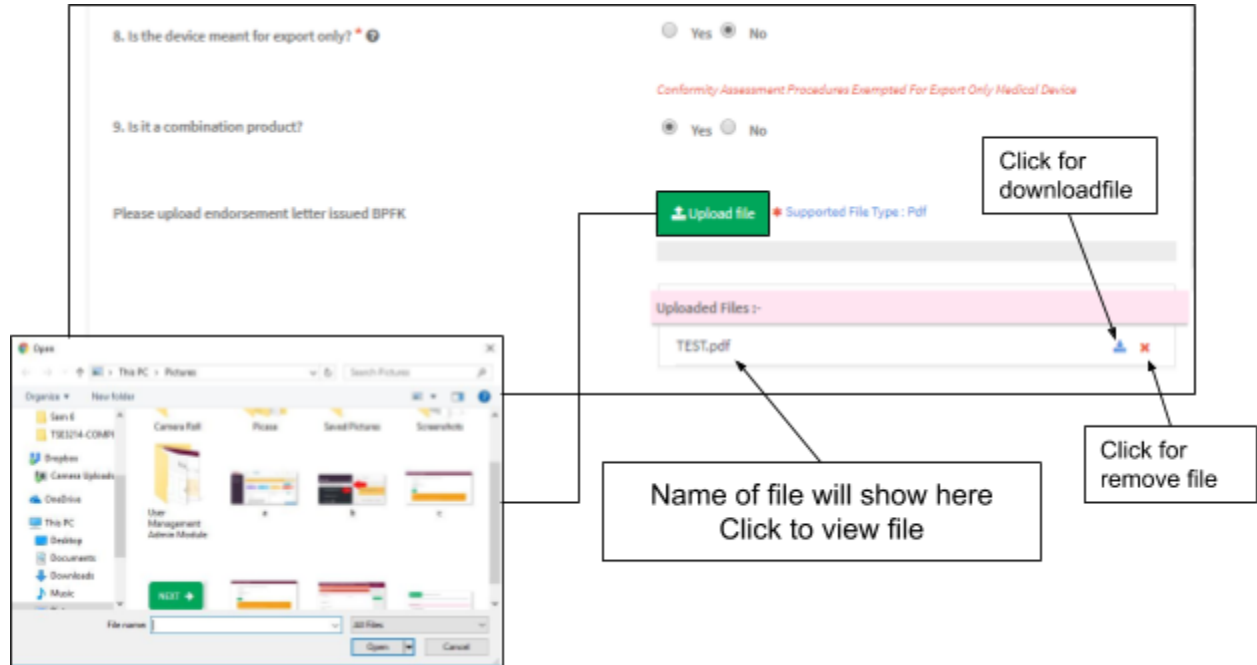 8. Is the device meant for export only? *
Yes No
Conformity Assessment Procedures Exempted For Export Only Medical Device
9. Is it a combination product?
Yes No
Click for
downloadfile
Please upload endorsement letter issued BPFK
Upload file
* Supported File Type : Pdf
Uploaded Files :-
TEST.pdf
Open
This PC > Pictures
Search Pictures
Organize
New folder
Sem 6
Camera Roll
Picasa
Saved Pictures
Screenshots
Dropbox
Camera Uploads
OneDrive
This PC
Desktop
Documents
Downloads
Music
User
Management
Admin Module
a
b
c
NEXT
File name:
All Files
Open
Cancel
Name of file will show here
Click to view file
Click for
remove file